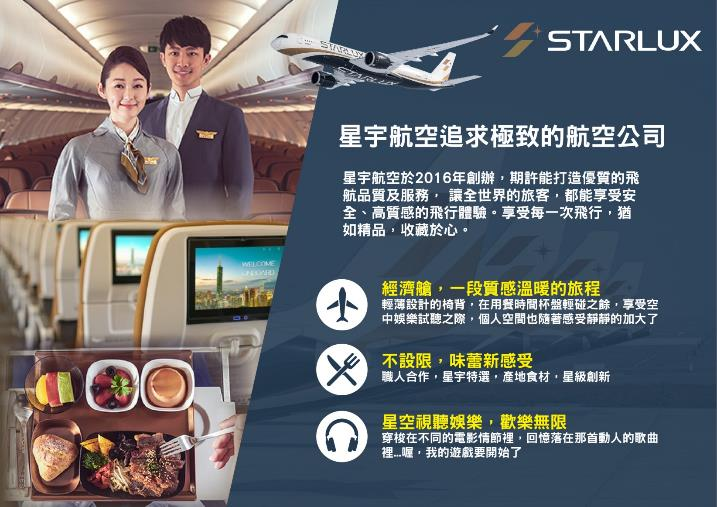 STARLUX
STARLUX
星宇航空追求極致的航空公司
星宇航空於2016年創辦，期許能打造優質的飛
航品質及服務， 讓全世界的旅客，都能享受安
全、高質感的飛行體驗。享受每一次飛行，猶
如精品，收藏於心。
WELCOME
ONBOARD
經濟艙，一段質感溫暖的旅程
輕薄設計的椅背，在用餐時間杯盤輕碰之餘，享受空
中娛樂試聽之際，個人空間也隨著感受靜靜的加大了
不設限，味蕾新感受
職人合作，星宇特選，產地食材，星級創新
星空視聽娛樂，歡樂無限
穿梭在不同的電影情節裡，回憶落在那首動人的歌曲
裡...喔，我的遊戲要開始了